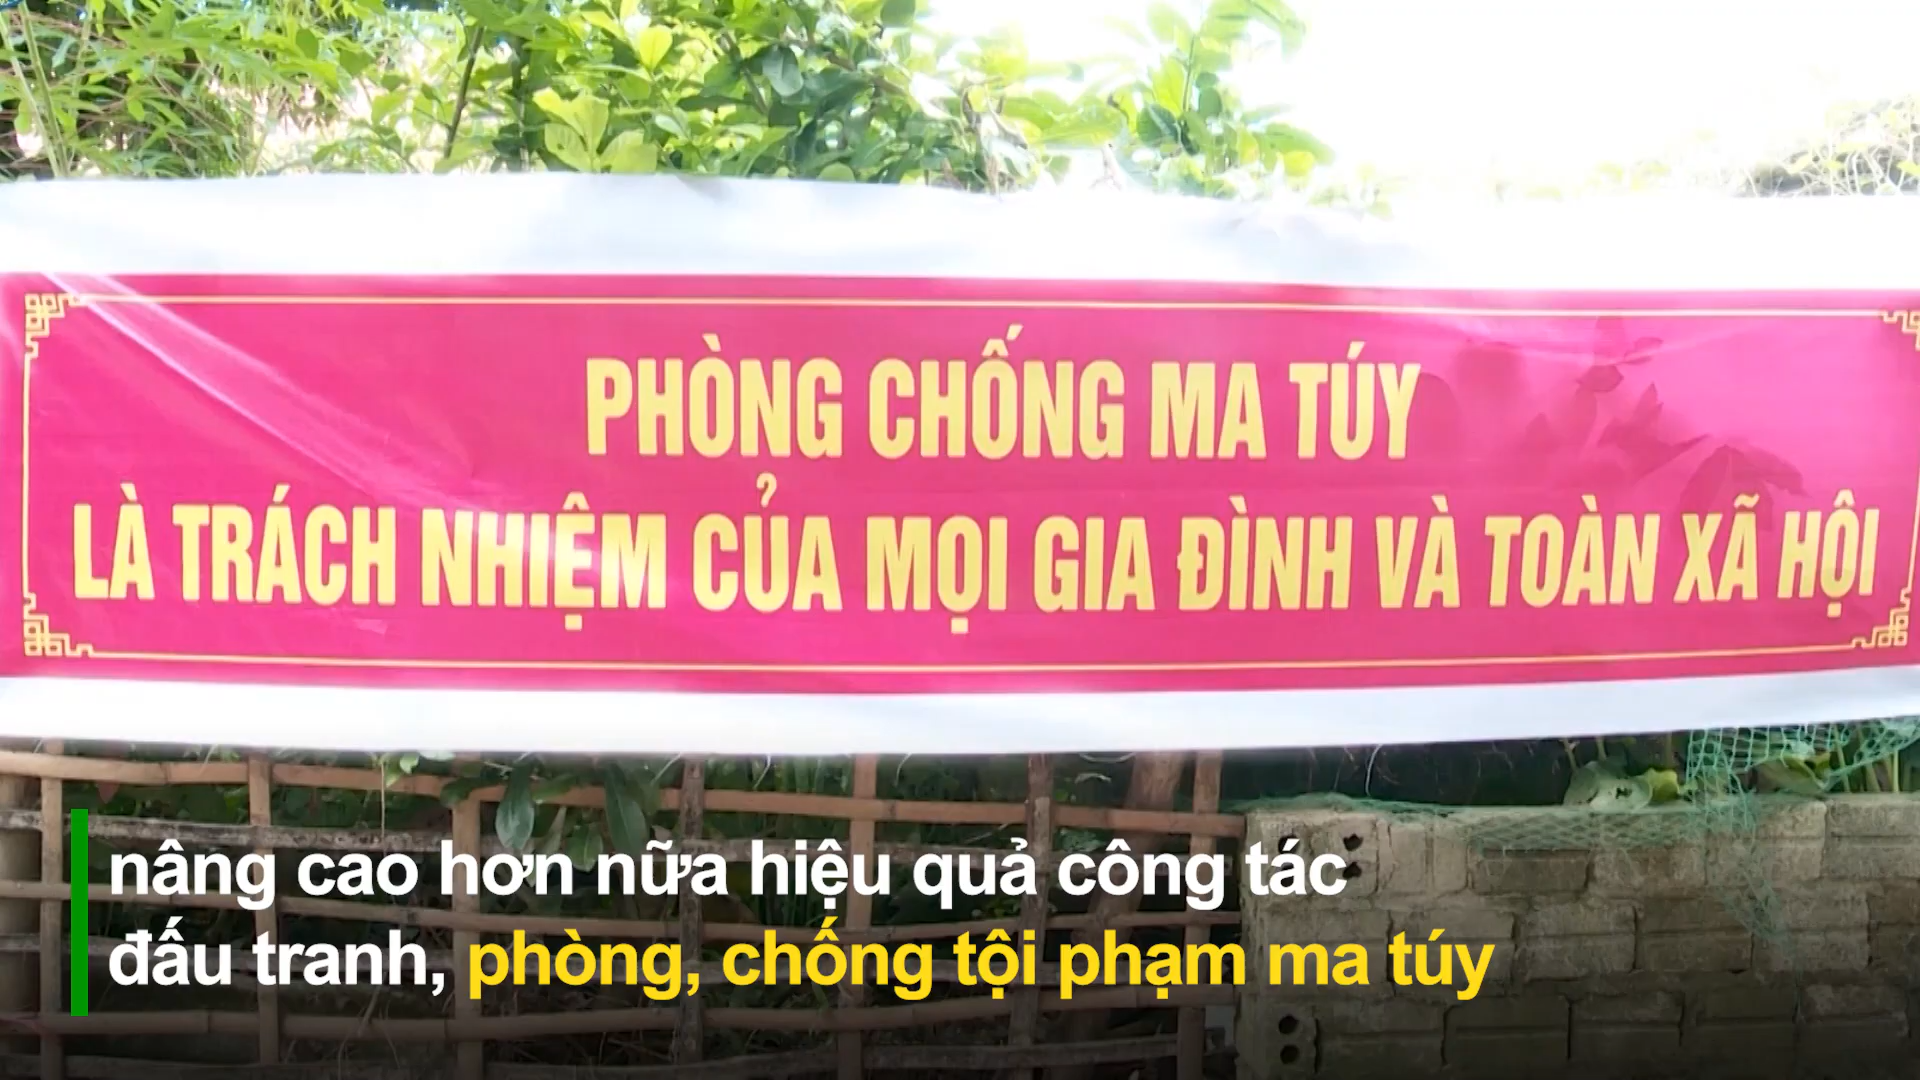 PHÒNG CHỐNG MA TÚY
LÀ TRÁCH NHIỆM CỦA MỌI GIA ĐÌNH VÀ TOÀN XÃ HỘI
nâng cao hơn nữa hiệu quả công tác
đấu tranh, phòng, chống tội phạm ma túy